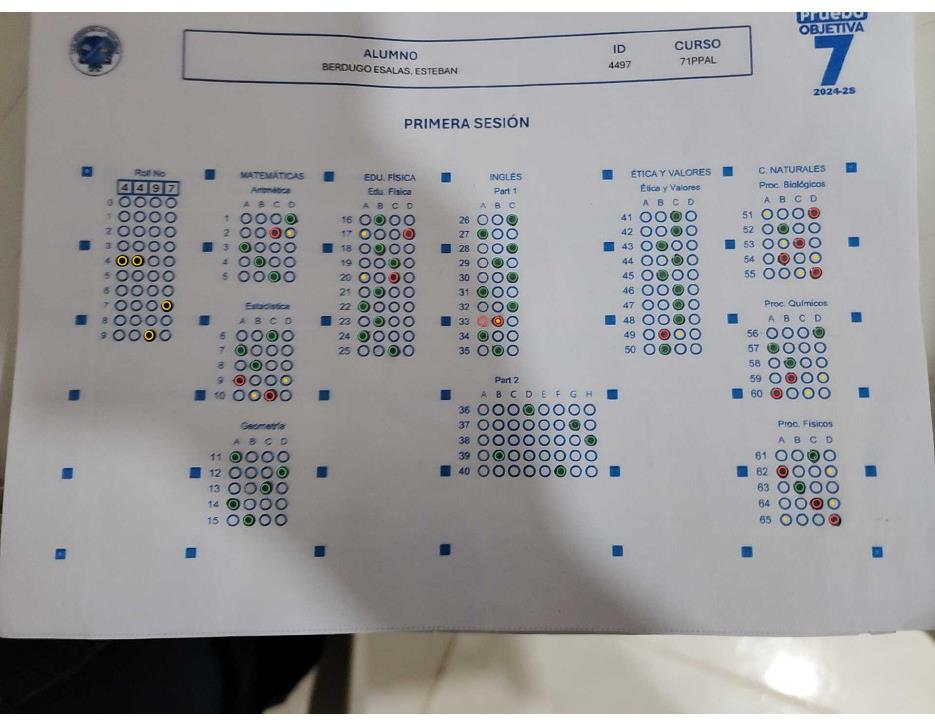 Prueba
OBJETIVA
7
2024-2S
ALUMNO
BERDUGO ESALAS, ESTEBAN
ID
4497
CURSO
71PPAL
PRIMERA SESIÓN
Roll No
4 4 9 7
0
1
2
3
4
5
6
7
8
9
MATEMÁTICAS
Aritmética
A B C D
1
2
3
4
5
Estadística
A B C D
6
7
8
9
10
Geometría
A B C D
11
12
13
14
15
EDU. FÍSICA
Edu. Física
A B C D
16
17
18
19
20
21
22
23
24
25
INGLÉS
Part 1
A B C
26
27
28
29
30
31
32
33
34
35
Part 2
A B C D E F G H
36
37
38
39
40
ÉTICA Y VALORES
Ética y Valores
A B C D
41
42
43
44
45
46
47
48
49
50
C. NATURALES
Proc. Biológicos
A B C D
51
52
53
54
55
Proc. Químicos
A B C D
56
57
58
59
60
Proc. Físicos
A B C D
61
62
63
64
65